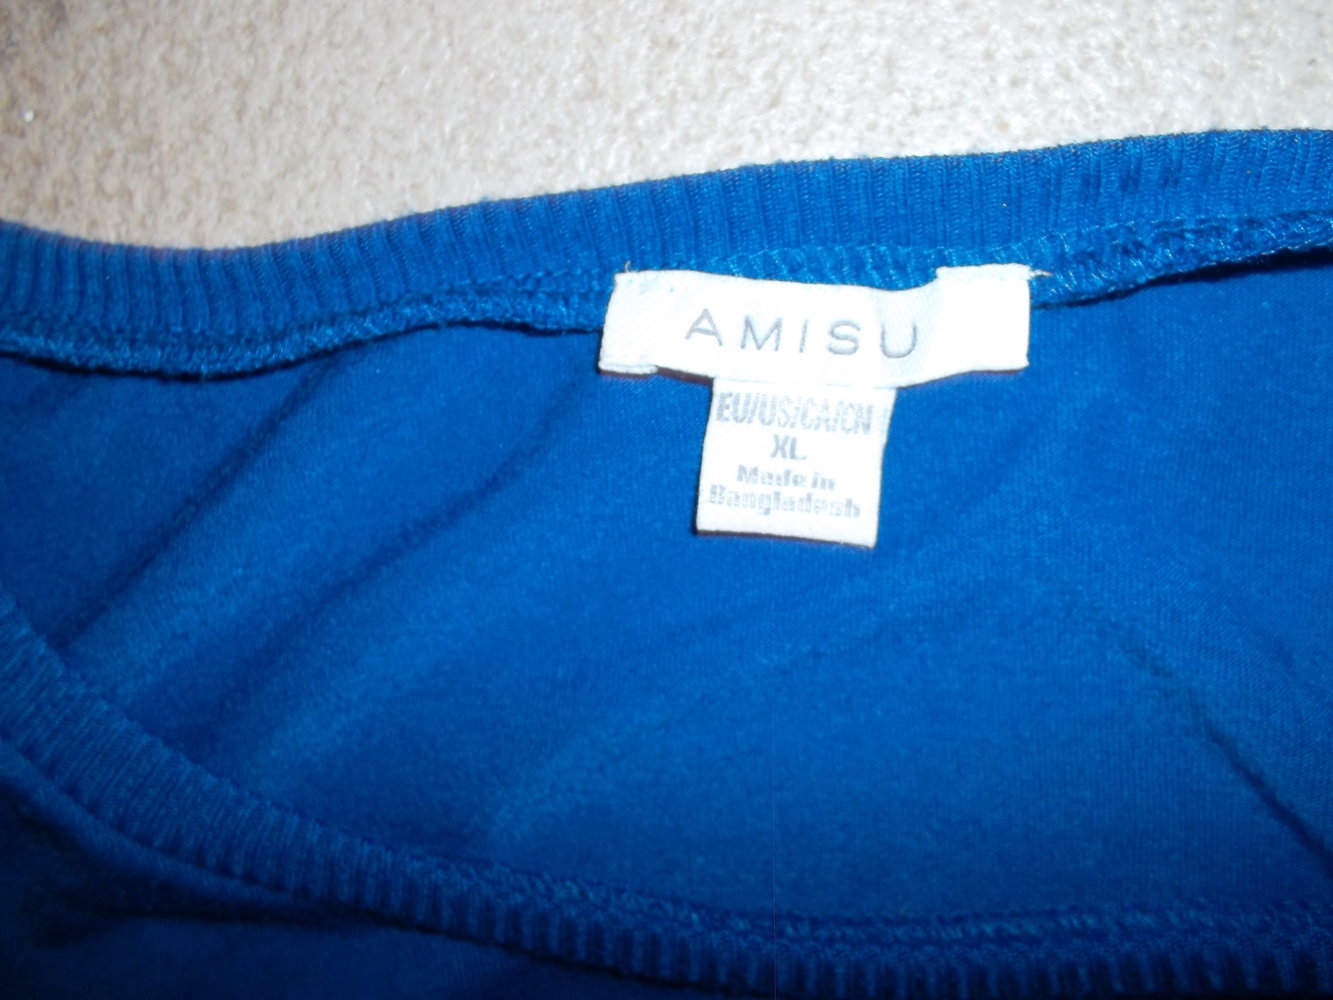 AMISU
EU/US/CA/CN
XL
Made in
Bangladesh